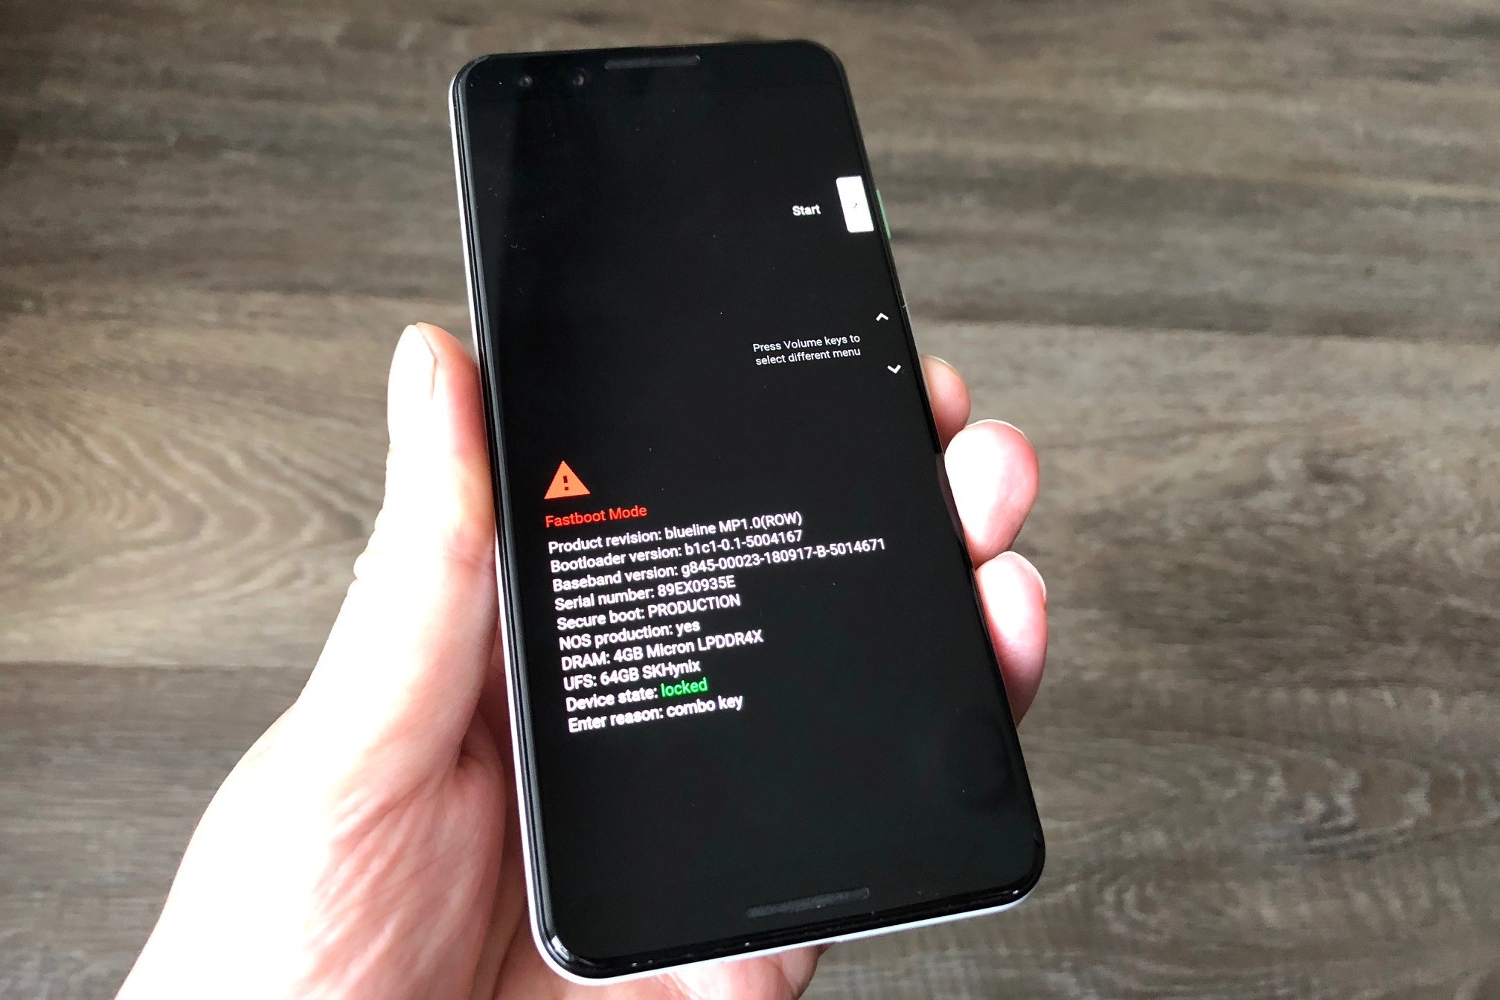 Start
Press Volume keys to
select different menu
Fastboot Mode
Product revision: blueline MP1.0(ROW)
Bootloader version: b1c1-0.1-5004167
Baseband version: g845-00023-180917-B-5014671
Serial number: 89EX0935E
Secure boot: PRODUCTION
NOS production: yes
DRAM: 4GB Micron LPDDR4X
UFS: 64GB SKHynix
Device state: locked
Enter reason: combo key